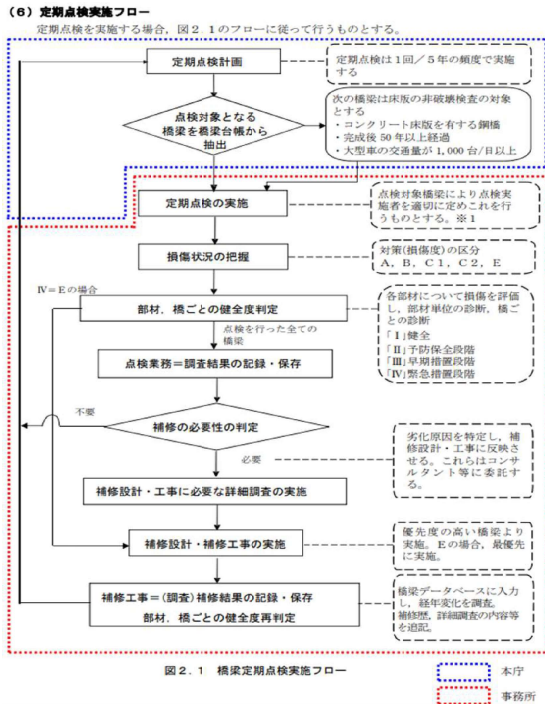 （6）定期点検実施フロー
定期点検を実施する場合，図2.1のフローに従って行うものとする。
定期点検計画
定期点検は1回／5年の頻度で実施
する
点検対象となる
橋梁を橋梁台帳から
抽出
次の橋梁は床版の非破壊検査の対象
とする
・コンクリート床版を有する鋼橋
・完成後50年以上経過
・大型車の交通量が1,000台/日以上
定期点検の実施
点検対象橋梁により点検実
施者を適切に定めこれを行
うものとする。※1
損傷状況の把握
対策(損傷度)の区分
A，B，C1，C2，E
Ⅳ＝Eの場合
部材，橋ごとの健全度判定
各部材について損傷を評価
し，部材単位の診断，橋ご
との診断
「Ⅰ」健全
「Ⅱ」予防保全段階
「Ⅲ」早期措置段階
「Ⅳ」緊急措置段階
点検を行った全ての
橋梁
点検業務＝調査結果の記録・保存
不要
補修の必要性の判定
必要
劣化原因を特定し，補
修設計・工事に反映さ
せる。これらはコンサ
ルタント等に委託す
る。
補修設計・工事に必要な詳細調査の実施
補修設計・補修工事の実施
優先度の高い橋梁より
実施。Eの場合，最優先
に実施。
補修工事＝(調査)補修結果の記録・保存
部材，橋ごとの健全度再判定
橋梁データベースに入力
し，経年変化を調査。
補修歴，詳細調査の内容等
を追記。
図2.1　橋梁定期点検実施フロー
本庁
事務所